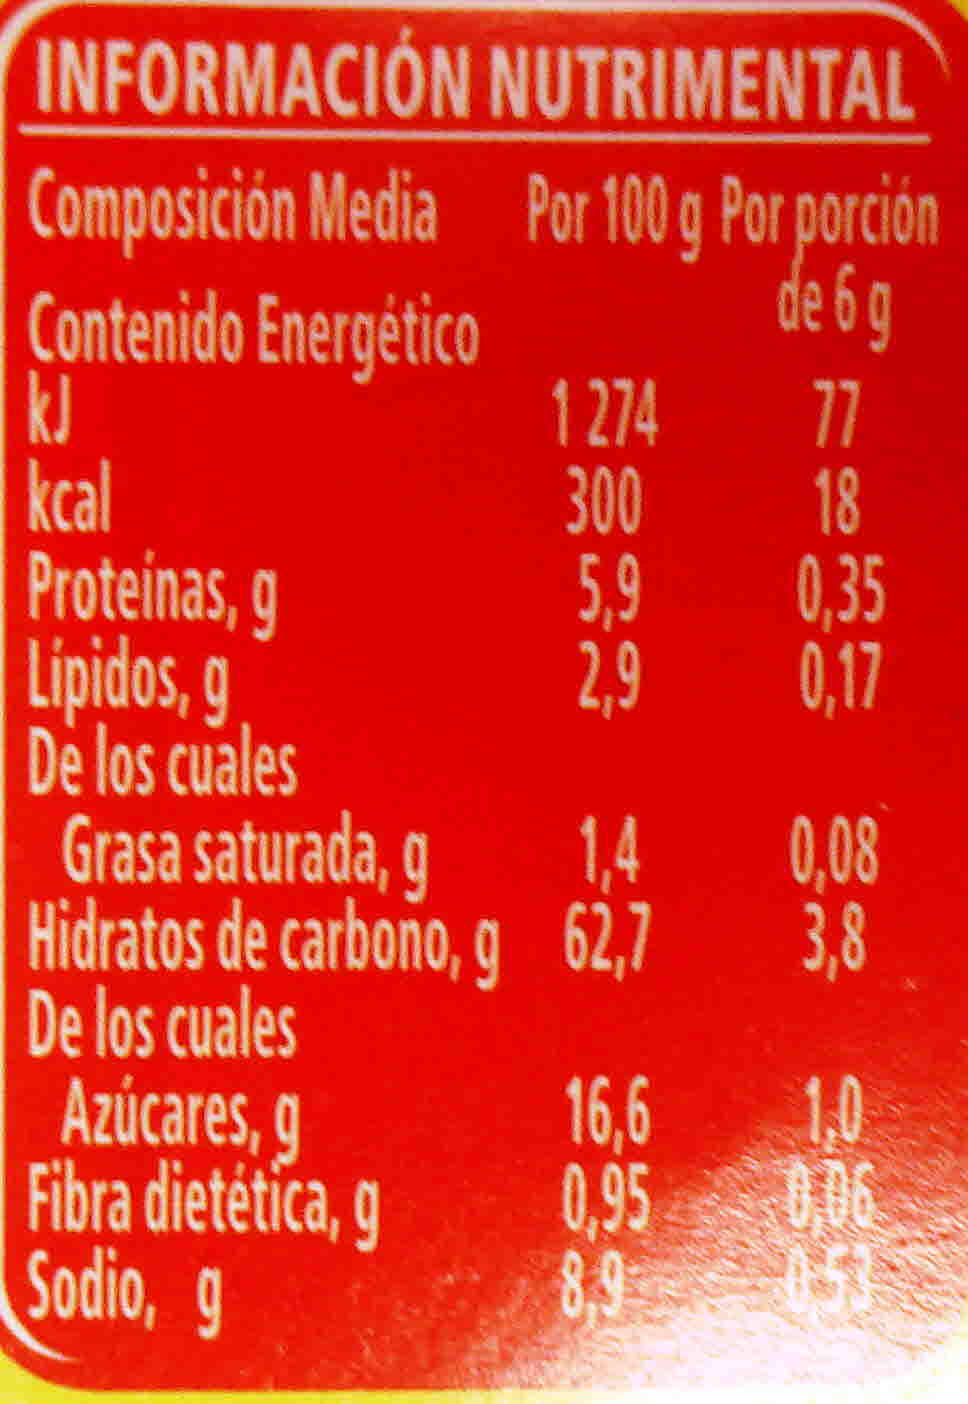 INFORMACIÓN NUTRIMENTAL
Composición Media Por 100 g Por porción
de 6 g
Contenido Energético
kJ 1 274 77
kcal 300 18
Proteínas, g 5,9 0,35
Lípidos, g 2,9 0,17
De los cuales
Grasa saturada, g 1,4 0,08
Hidratos de carbono, g 62,7 3,8
De los cuales
Azúcares, g 16,6 1,0
Fibra dietética, g 0,95 0,06
Sodio, g 8,9 0,53